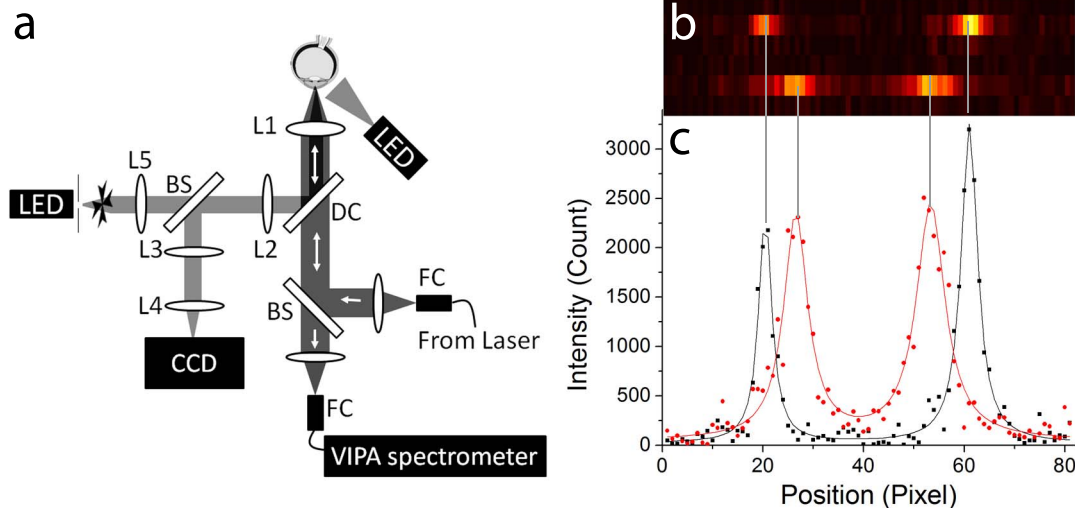 a
L1
LED
L5
BS
LED
DC
L2
L3
FC
BS
L4
From Laser
CCD
FC
VIPA spectrometer
b
c
3000
2500
2000
1500
1000
500
0
Intensity (Count)
0 20 40 60 80
Position (Pixel)